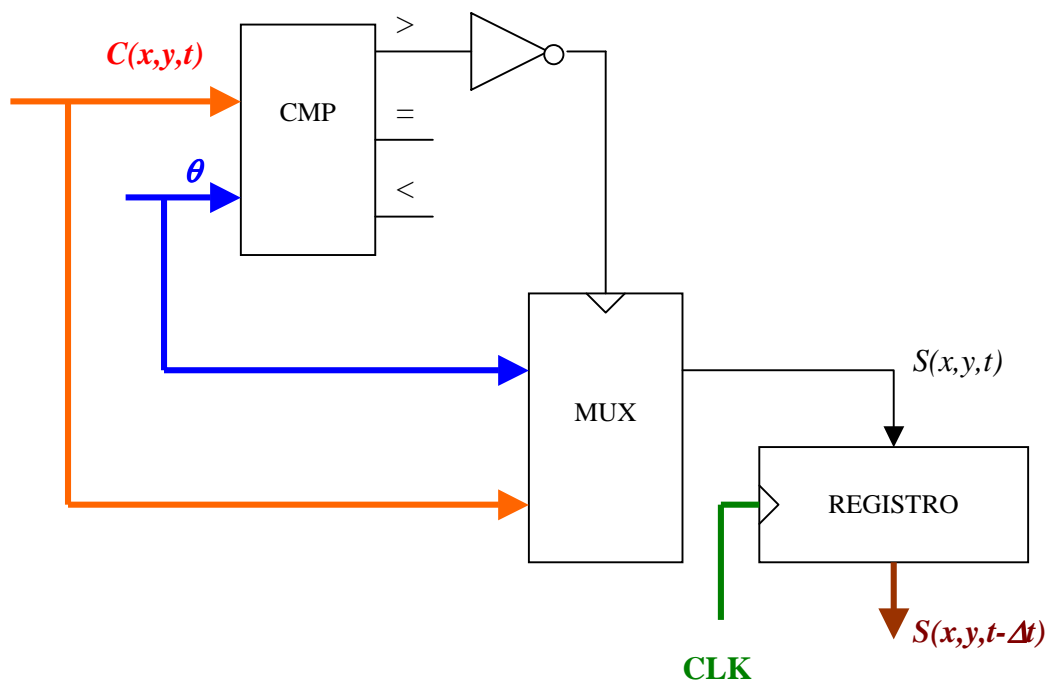 >
C(x,y,t)
CMP
=
θ
<
S(x,y,t)
MUX
REGISTRO
S(x,y,t-Δt)
CLK